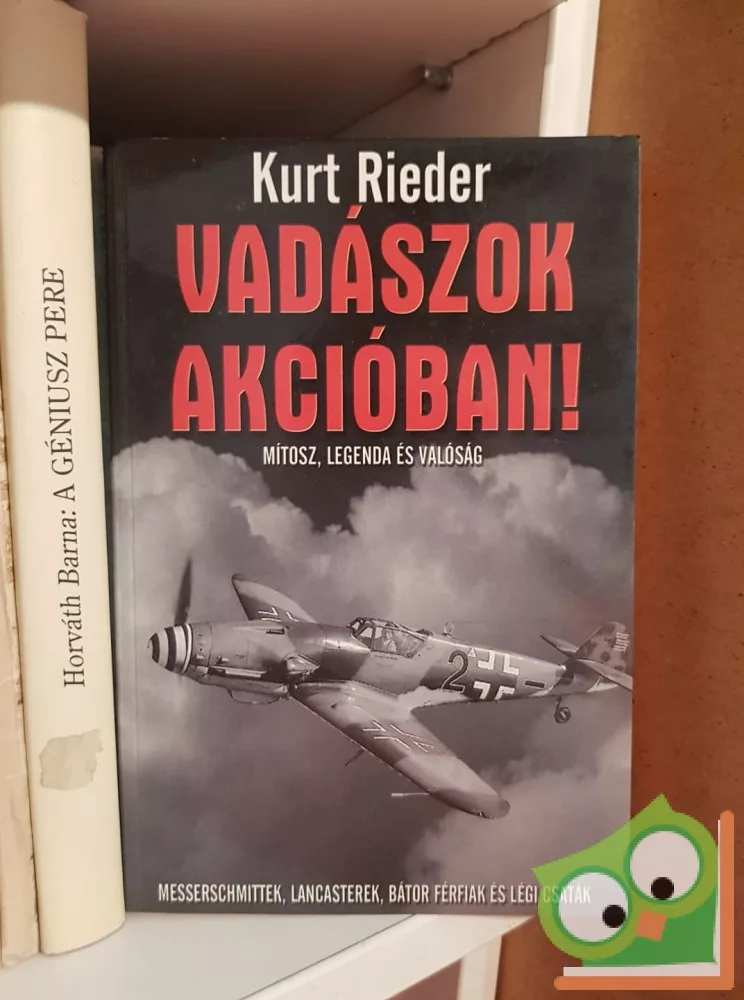 Kurt Rieder
VADÁSZOK
AKCIÓBAN!
MÍTOSZ, LEGENDA ÉS VALÓSÁG
2
MESSERSCHMITTEK, LANCASTEREK, BÁTOR FÉRFIAK ÉS LÉGI CSATÁK
Horváth Barna: A GÉNIUSZ PERE